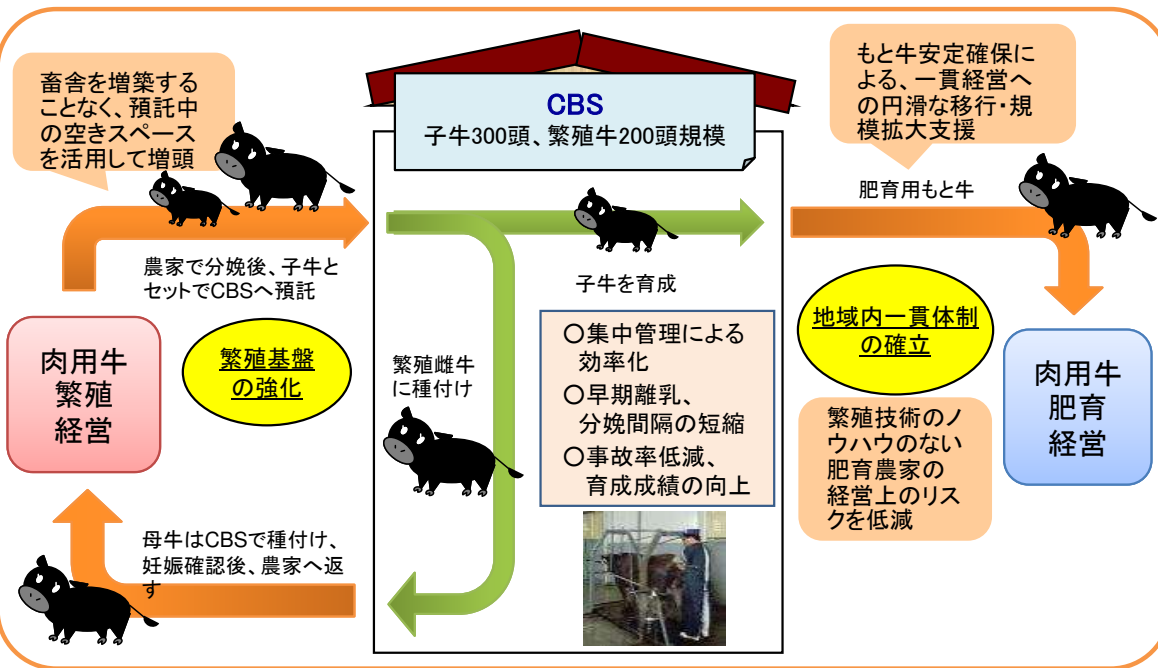 畜舎を増築する
ことなく、預託中
の空きスペース
を活用して増頭
CBS
子牛300頭、繁殖牛200頭規模
もと牛安定確保に
よる、一貫経営へ
の円滑な移行・規
模拡大支援
肥育用もと牛
農家で分娩後、子牛と
セットでCBSへ預託
子牛を育成
肉用牛
繁殖
経営
繁殖基盤
の強化
繁殖雌牛
に種付け
〇集中管理による
効率化
〇早期離乳、
分娩間隔の短縮
〇事故率低減、
育成成績の向上
地域内一貫体制
の確立
肉用牛
肥育
経営
繁殖技術のノ
ウハウのない
肥育農家の
経営上のリス
クを低減
母牛はCBSで種付け、
妊娠確認後、農家へ返
す